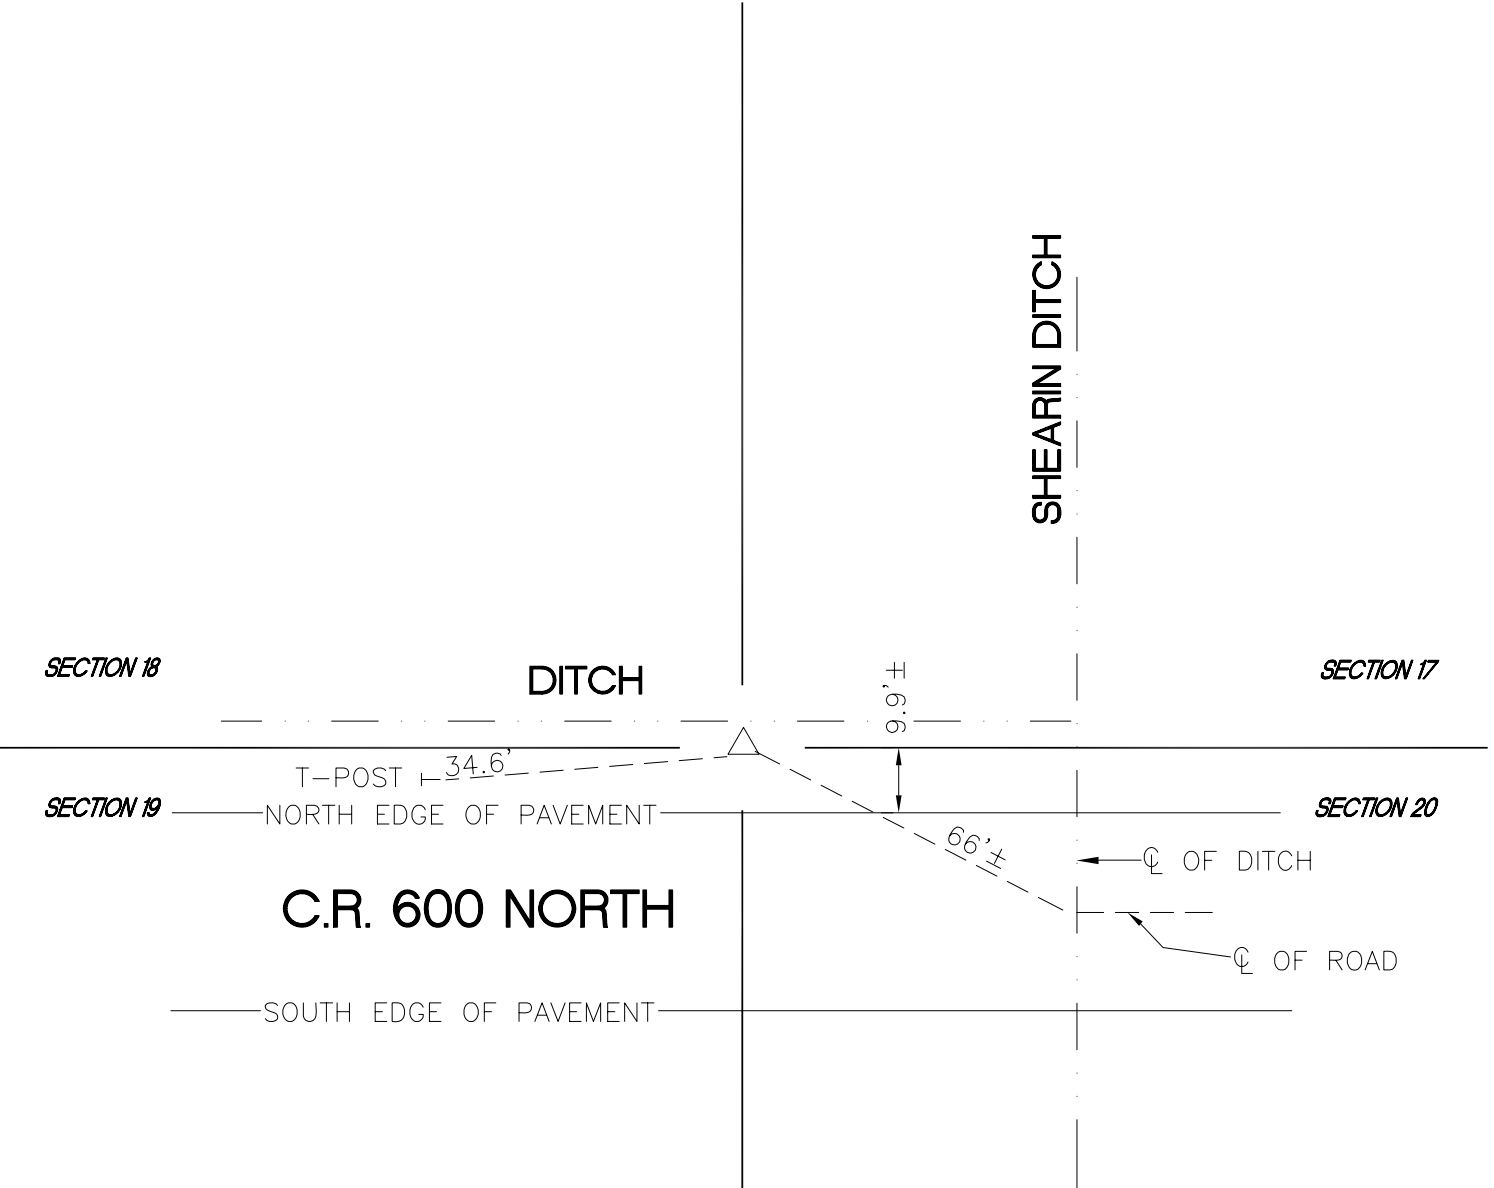 SHEARIN DITCH
SECTION 18
DITCH
9.9'±
SECTION 17
T-POST
34.6'
SECTION 19
NORTH EDGE OF PAVEMENT
SECTION 20
66'±
℄ OF DITCH
C.R. 600 NORTH
℄ OF ROAD
SOUTH EDGE OF PAVEMENT